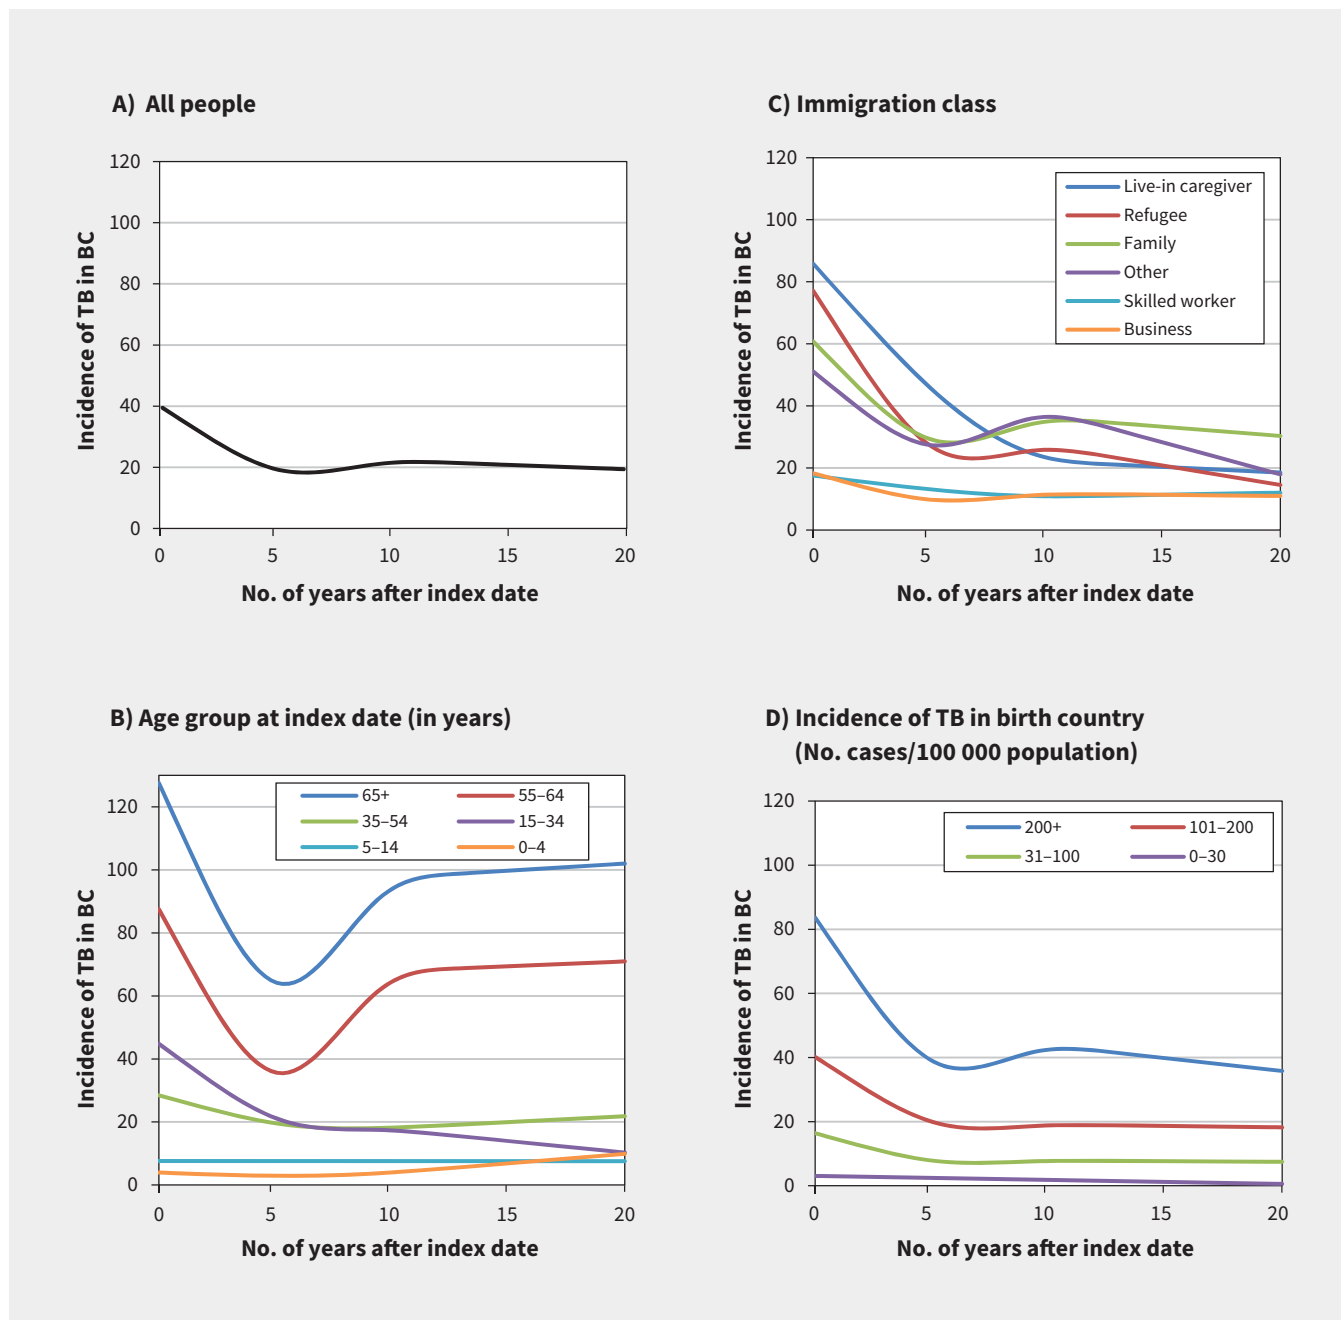 A) All people
120
100
80
60
40
20
0
Incidence of TB in BC
0 5 10 15 20
No. of years after index date
C) Immigration class
120
100
80
60
40
20
0
Incidence of TB in BC
Live-in caregiver
Refugee
Family
Other
Skilled worker
Business
0 5 10 15 20
No. of years after index date
B) Age group at index date (in years)
120
100
80
60
40
20
0
Incidence of TB in BC
65+ 55–64
35–54 15–34
5–14 0–4
0 5 10 15 20
No. of years after index date
D) Incidence of TB in birth country
(No. cases/100 000 population)
120
100
80
60
40
20
0
Incidence of TB in BC
200+ 101–200
31–100 0–30
0 5 10 15 20
No. of years after index date